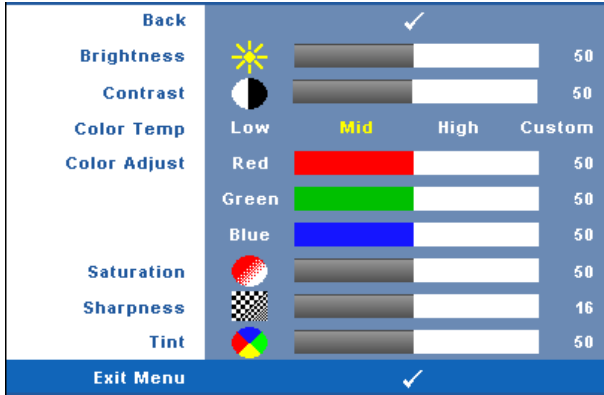 Back
Brightness 50
Contrast 50
Color Temp Low Mid High Custom
Color Adjust Red 50
Green 50
Blue 50
Saturation 50
Sharpness 16
Tint 50
Exit Menu